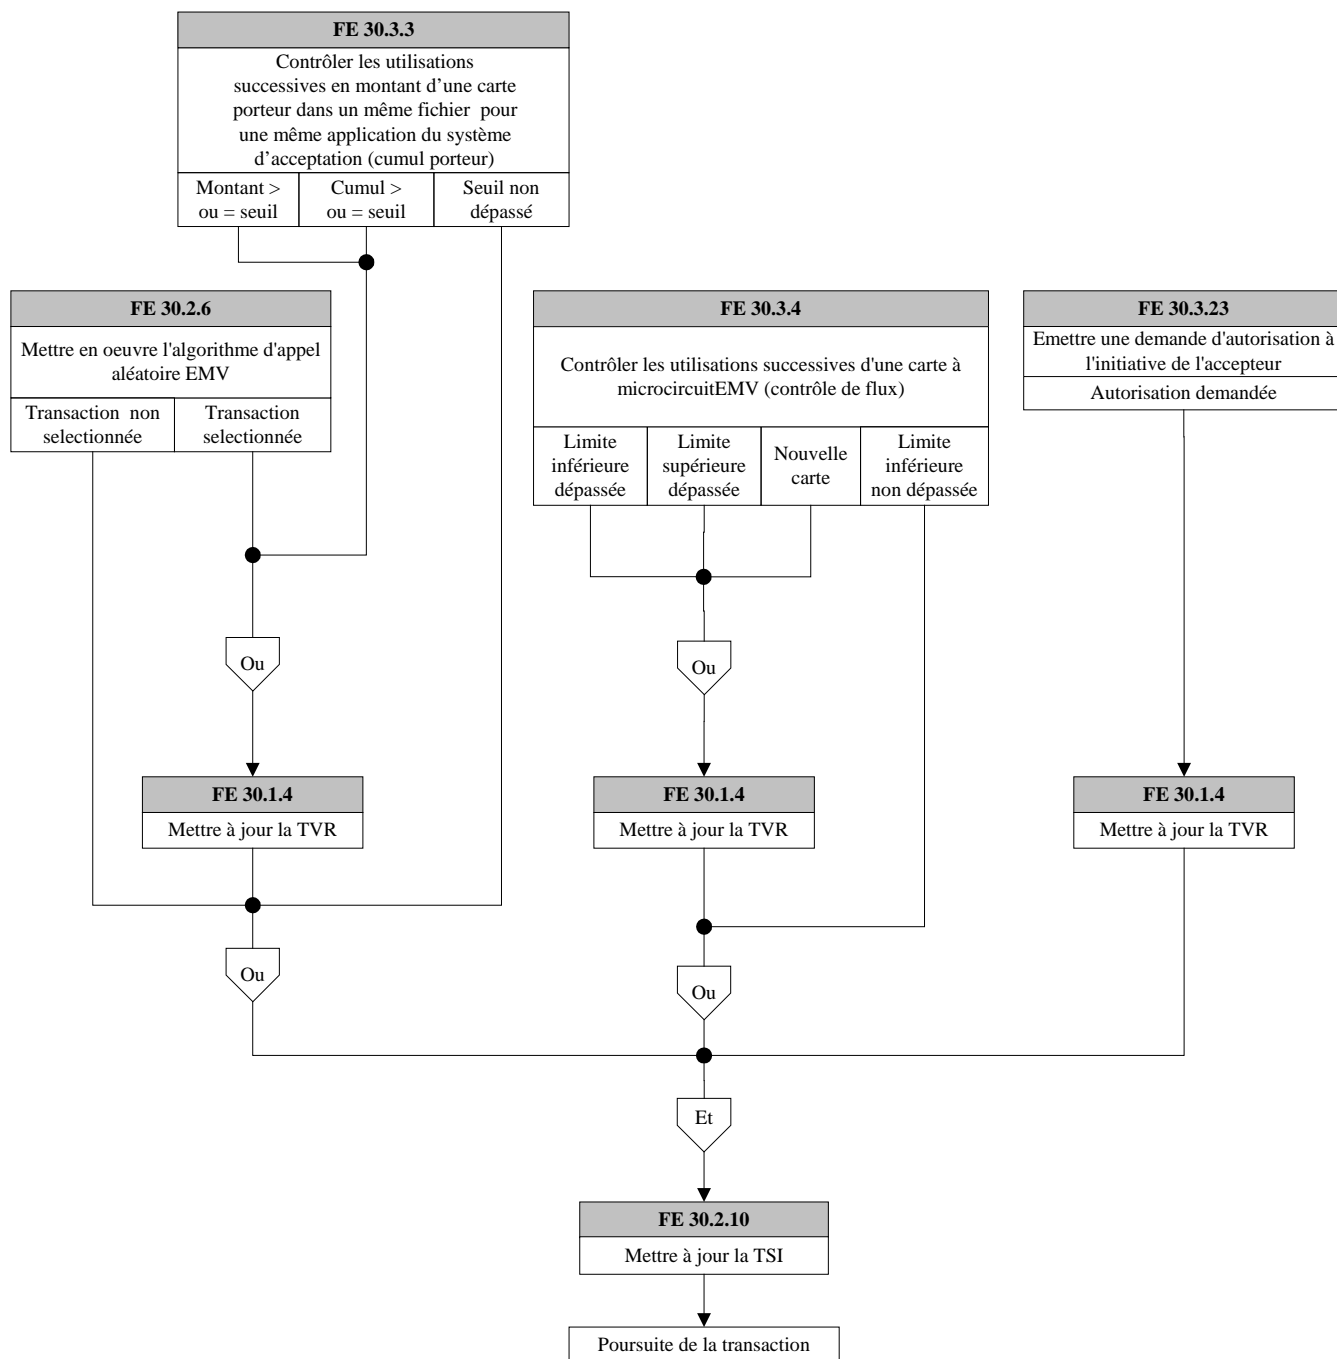 FE 30.3.3
Contrôler les utilisations
successives en montant d’une carte
porteur dans un même fichier pour
une même application du système
d’acceptation (cumul porteur)
Montant >
ou = seuil
Cumul >
ou = seuil
Seuil non
dépassé
FE 30.2.6
Mettre en oeuvre l'algorithme d'appel
aléatoire EMV
Transaction non
selectionnée
Transaction
selectionnée
FE 30.3.4
Contrôler les utilisations successives d'une carte à
microcircuitEMV (contrôle de flux)
Limite
inférieure
dépassée
Limite
supérieure
dépassée
Nouvelle
carte
Limite
inférieure
non dépassée
FE 30.3.23
Emettre une demande d'autorisation à
l'initiative de l'accepteur
Autorisation demandée
Ou
Ou
FE 30.1.4
Mettre à jour la TVR
FE 30.1.4
Mettre à jour la TVR
FE 30.1.4
Mettre à jour la TVR
Ou
Ou
Et
FE 30.2.10
Mettre à jour la TSI
Poursuite de la transaction